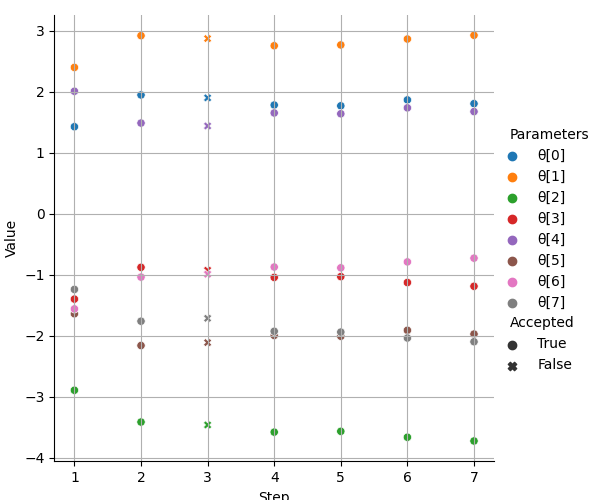 3
2
1
0
−1
−2
−3
−4
Value
1 2 3 4 5 6 7
Step
Parameters
θ[0]
θ[1]
θ[2]
θ[3]
θ[4]
θ[5]
θ[6]
θ[7]
Accepted
True
False